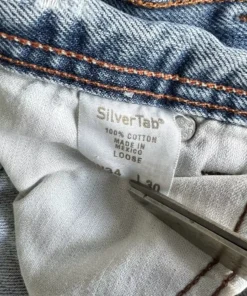 SilverTab®
100% COTTON
MADE IN
MEXICO
LOOSE
34 L 30